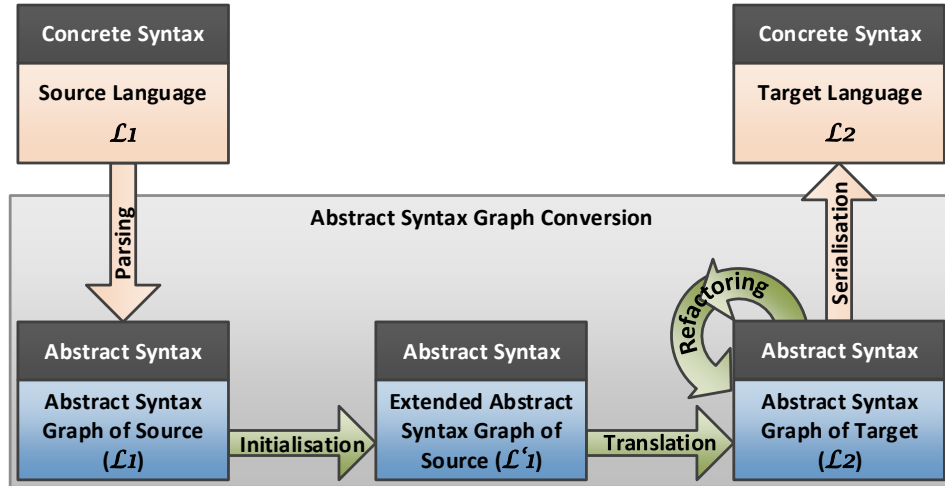 Concrete Syntax
Source Language
ℒ1
Concrete Syntax
Target Language
ℒ2
Parsing
Abstract Syntax Graph Conversion
Serialisation
Refactoring
Abstract Syntax
Abstract Syntax
Graph of Source
(ℒ1)
Initialisation
Abstract Syntax
Extended Abstract
Syntax Graph of
Source (ℒ‘1)
Translation
Abstract Syntax
Abstract Syntax
Graph of Target
(ℒ2)